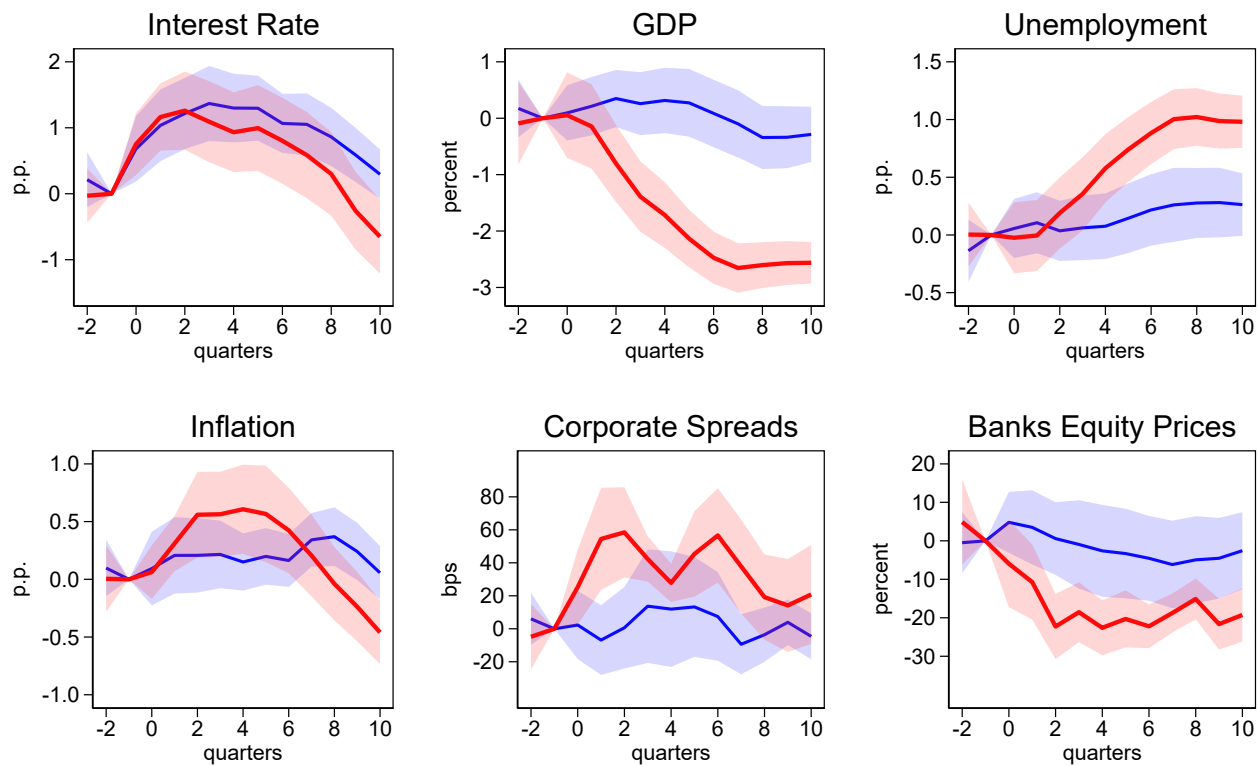 Interest Rate
2
1
0
-1
p.p.
-2 0 2 4 6 8 10
quarters
GDP
1
0
-1
-2
-3
percent
-2 0 2 4 6 8 10
quarters
Unemployment
1.5
1.0
0.5
0.0
-0.5
p.p.
-2 0 2 4 6 8 10
quarters
Inflation
1.0
0.5
0.0
-0.5
-1.0
p.p.
-2 0 2 4 6 8 10
quarters
Corporate Spreads
80
60
40
20
0
-20
bps
-2 0 2 4 6 8 10
quarters
Banks Equity Prices
20
10
0
-10
-20
-30
percent
-2 0 2 4 6 8 10
quarters